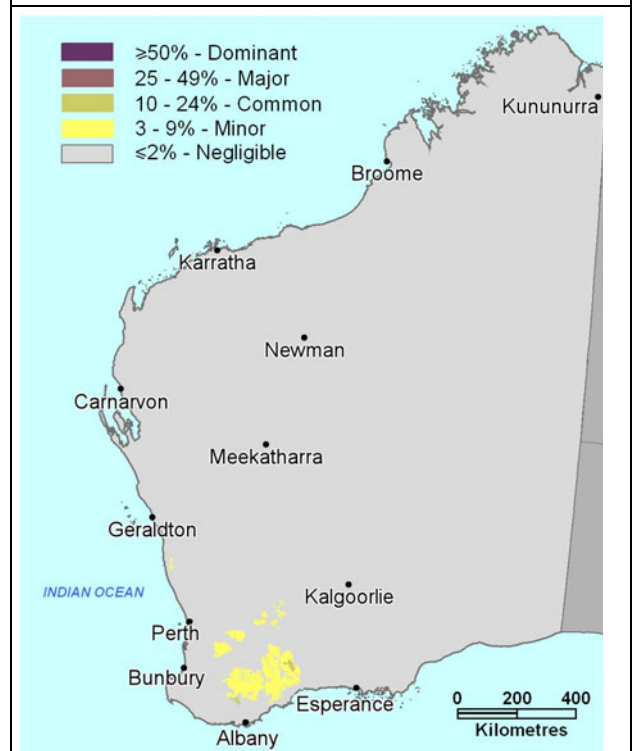 ≥50% - Dominant
25 - 49% - Major
10 - 24% - Common
3 - 9% - Minor
≤2% - Negligible
Kununurra
Broome
Karratha
Newman
Carnarvon
Meekatharra
Geraldton
INDIAN OCEAN
Kalgoorlie
Perth
Bunbury
Esperance
Albany
0 200 400
Kilometres